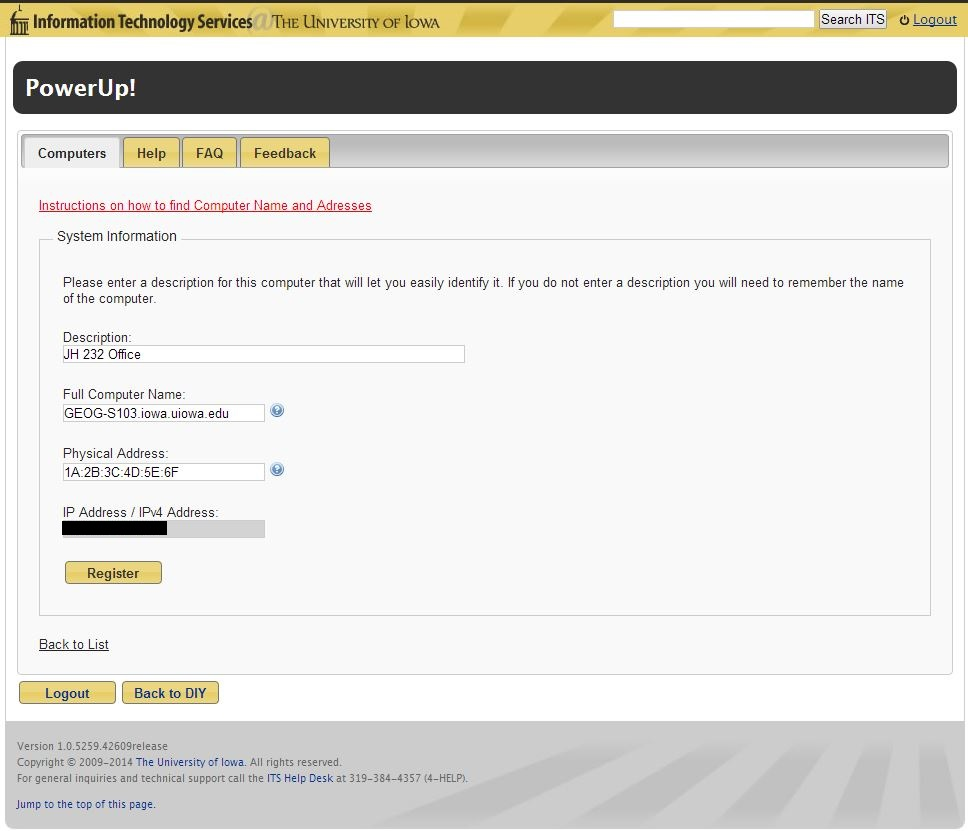 Information Technology Services@THE UNIVERSITY OF IOWA
Search ITS
Logout
PowerUp!
Computers
Help
FAQ
Feedback
Instructions on how to find Computer Name and Adresses
System Information
Please enter a description for this computer that will let you easily identify it. If you do not enter a description you will need to remember the name
of the computer.
Description:
JH 232 Office
Full Computer Name:
GEOG-S103.iowa.uiowa.edu
Physical Address:
1A:2B:3C:4D:5E:6F
IP Address / IPv4 Address:
Register
Back to List
Logout
Back to DIY
Version 1.0.5259.42609release
Copyright © 2009-2014 The University of Iowa. All rights reserved.
For general inquiries and technical support call the ITS Help Desk at 319-384-4357 (4-HELP).
Jump to the top of this page.